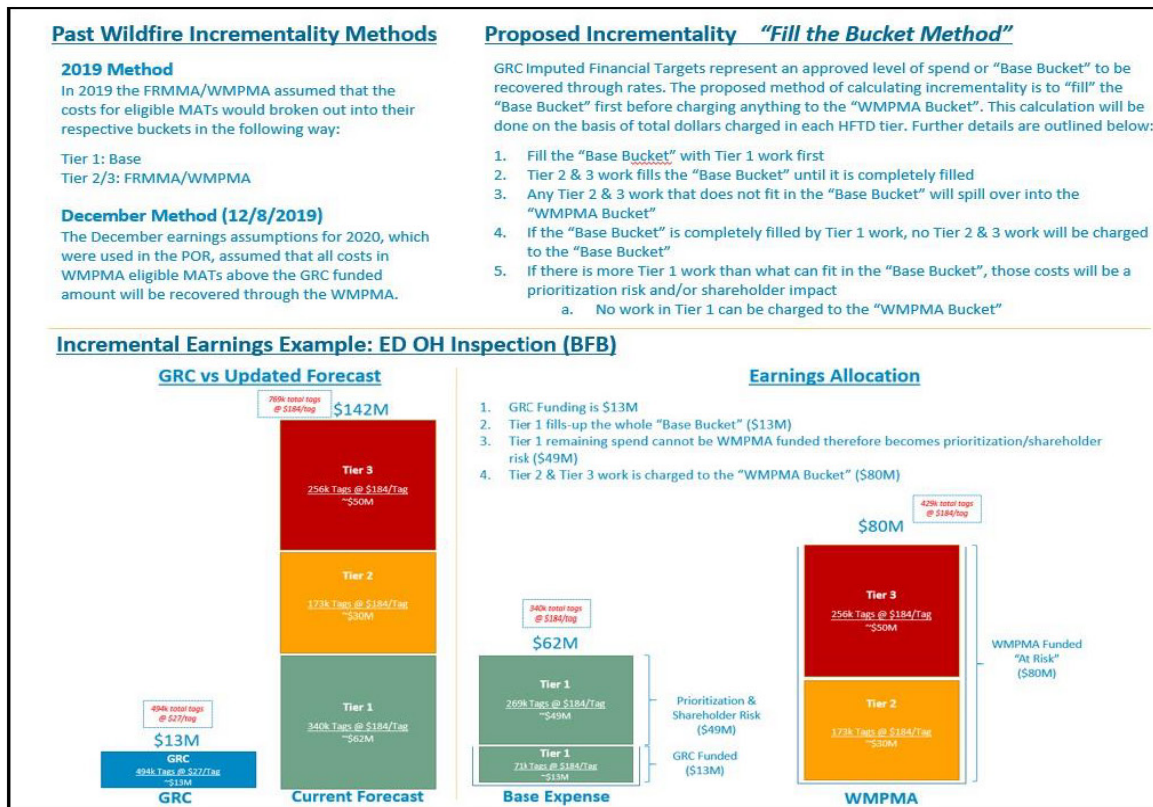 Past Wildfire Incrementality Methods
2019 Method
In 2019 the FRMMA/WMPMA assumed that the
costs for eligible MATs would broken out into their
respective buckets in the following way:
Tier 1: Base
Tier 2/3: FRMMA/WMPMA
December Method (12/8/2019)
The December earnings assumptions for 2020, which
were used in the POR, assumed that all costs in
WMPMA eligible MATs above the GRC funded
amount will be recovered through the WMPMA.
Proposed Incrementality "Fill the Bucket Method"
GRC Imputed Financial Targets represent an approved level of spend or "Base Bucket" to be
recovered through rates. The proposed method of calculating incrementality is to "fill" the
"Base Bucket" first before charging anything to the "WMPMA Bucket". This calculation will be
done on the basis of total dollars charged in each HFTD tier. Further details are outlined below:
1. Fill the "Base Bucket" with Tier 1 work first
2. Tier 2 & 3 work fills the "Base Bucket" until it is completely filled
3. Any Tier 2 & 3 work that does not fit in the "Base Bucket" will spill over into the
"WMPMA Bucket"
4. If the "Base Bucket" is completely filled by Tier 1 work, no Tier 2 & 3 work will be charged
to the "Base Bucket"
5. If there is more Tier 1 work than what can fit in the "Base Bucket", those costs will be a
prioritization risk and/or shareholder impact
a. No work in Tier 1 can be charged to the "WMPMA Bucket"
Incremental Earnings Example: ED OH Inspection (BFB)
GRC vs Updated Forecast
769k total tags
@ $184/tag
$142M
Tier 3
256k Tags @ $184/Tag
~$50M
Tier 2
173k Tags @ $184/Tag
~$30M
Tier 1
340k Tags @ $184/Tag
~$62M
494k total tags
@ $27/tag
$13M
GRC
494k Tags @ $27/Tag
~$13M
GRC
Current Forecast
Earnings Allocation
1. GRC Funding is $13M
2. Tier 1 fills-up the whole "Base Bucket" ($13M)
3. Tier 1 remaining spend cannot be WMPMA funded therefore becomes prioritization/shareholder
risk ($49M)
4. Tier 2 & Tier 3 work is charged to the "WMPMA Bucket" ($80M)
340k total tags
@ $184/tag
$62M
Tier 1
269k Tags @ $184/Tag
~$49M
Tier 1
71k Tags @ $184/Tag
~$13M
Base Expense
Prioritization &
Shareholder Risk
($49M)
GRC Funded
($13M)
429k total tags
@ $184/tag
$80M
Tier 3
256k Tags @ $184/Tag
~$50M
Tier 2
173k Tags @ $184/Tag
~$30M
WMPMA
WMPMA Funded
"At Risk"
($80M)